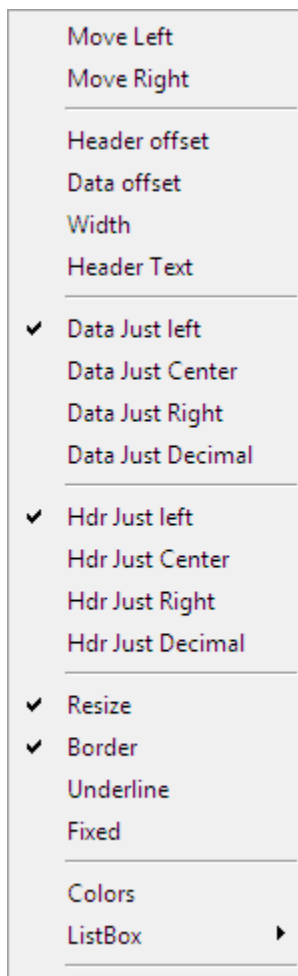 Move Left
Move Right
Header offset
Data offset
Width
Header Text
Data Just left
Data Just Center
Data Just Right
Data Just Decimal
Hdr Just left
Hdr Just Center
Hdr Just Right
Hdr Just Decimal
Resize
Border
Underline
Fixed
Colors
ListBox